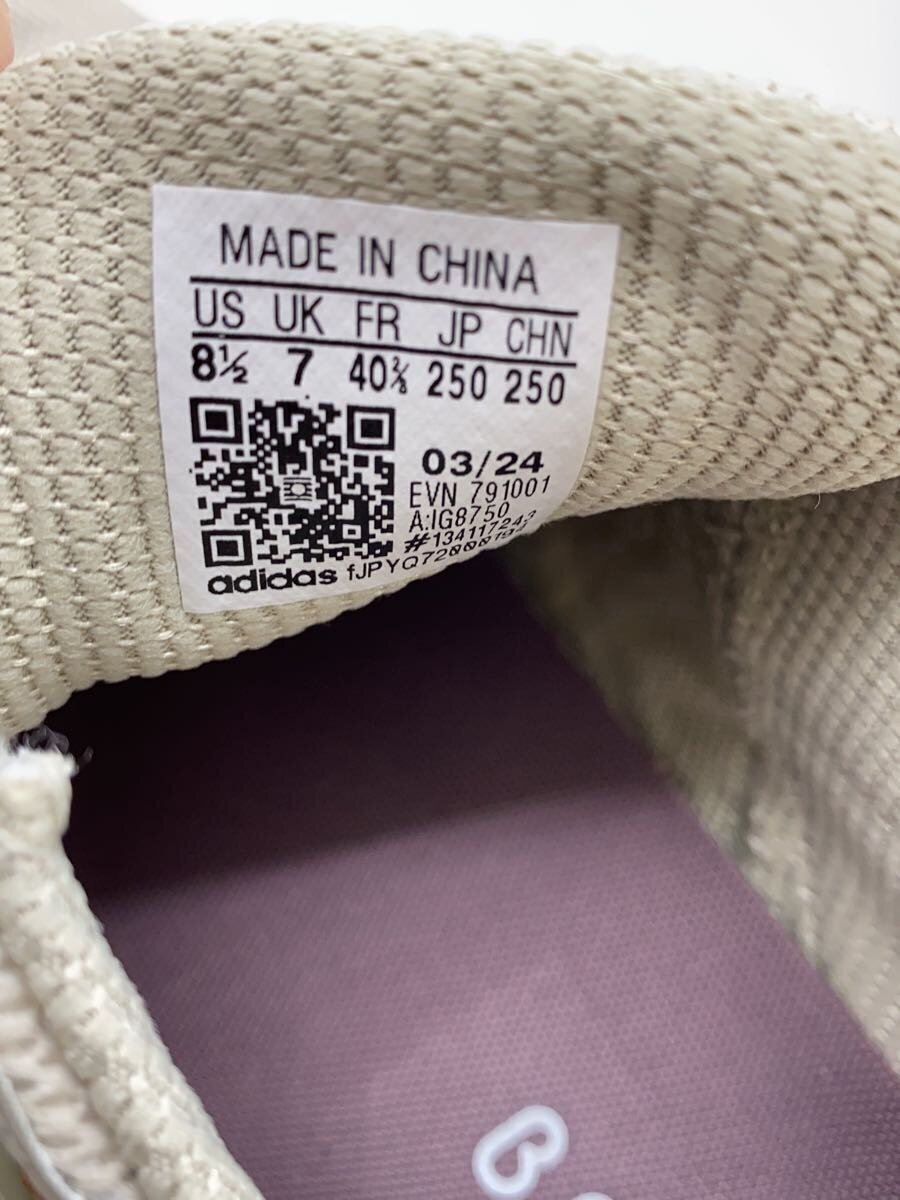 MADE IN CHINA
US UK FR JP CHN
8½ 7 40⅔ 250 250
03/24
EVN 791001
A:IG8750
#134117243
adidas